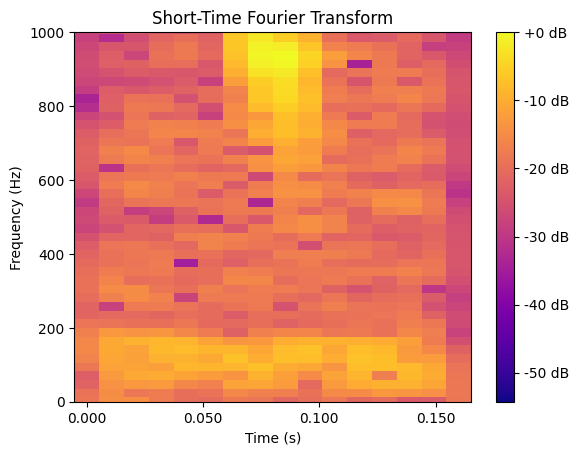 Short-Time Fourier Transform
1000
800
600
400
200
0
Frequency (Hz)
0.000
0.050
0.100
0.150
Time (s)
+0 dB
-10 dB
-20 dB
-30 dB
-40 dB
-50 dB